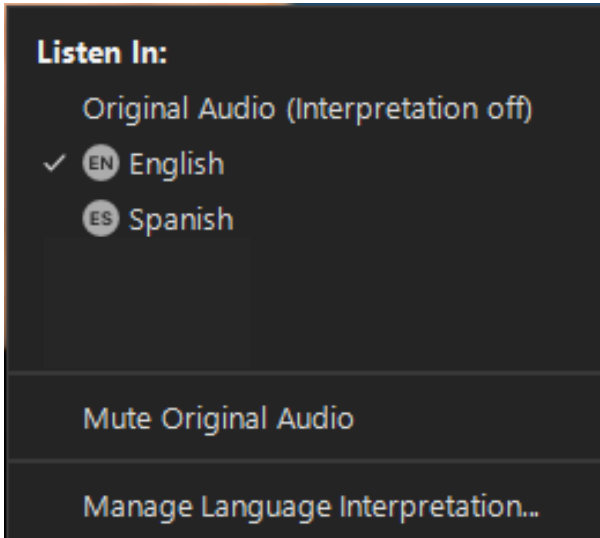 Listen In:
Original Audio (Interpretation off)
EN English
ES Spanish
Mute Original Audio
Manage Language Interpretation...